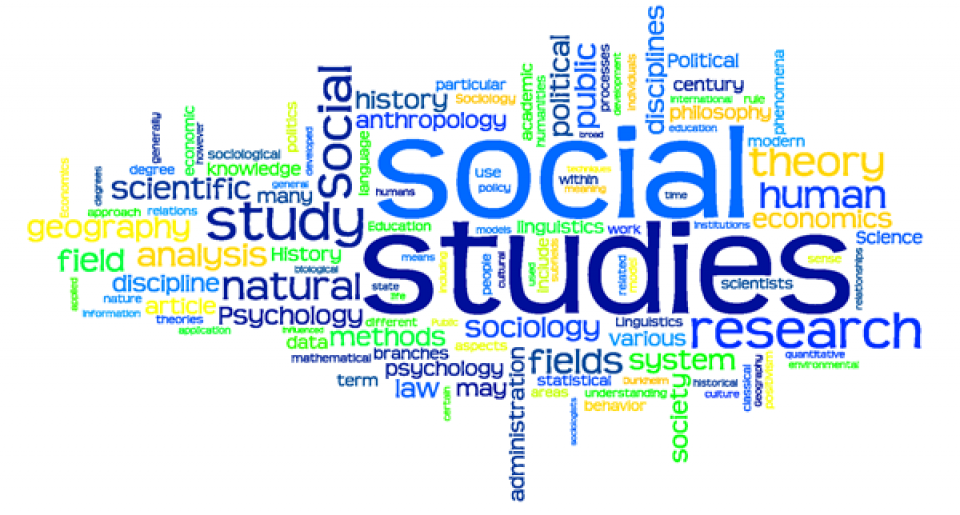 disciplines
Political
century
International
rule
philosophy
education
phenomena
modern
political
public
processes
development
individuals
broad
academic
humanities
particular
Sociology
history
anthropology
social
language
politics
developed
economic
however
generally
sociological
knowledge
degree
general
scientific
many
Economics
degrees
approach
relations
geography
study
humans
social
use
policy
techniques
within
meaning
time
theory
human
economics
institutions
Science
Education
models
linguistics
work
field
analysis
History
biological
studies
means
including
people
cultural
used
include
subfields
related
model
scientists
sense
relationships
applied
discipline
nature
information
article
theories
natural
state
life
Psychology
application
influenced
different
Public
data
methods
sociology
Linguistics
various
research
mathematical
branches
aspects
psychology
term
law
may
certain
administration
fields
system
statistical
Durkheim
areas
understanding
behavior
sociologists
society
historical
culture
classical
Geography
positivism
quantitative
environmental